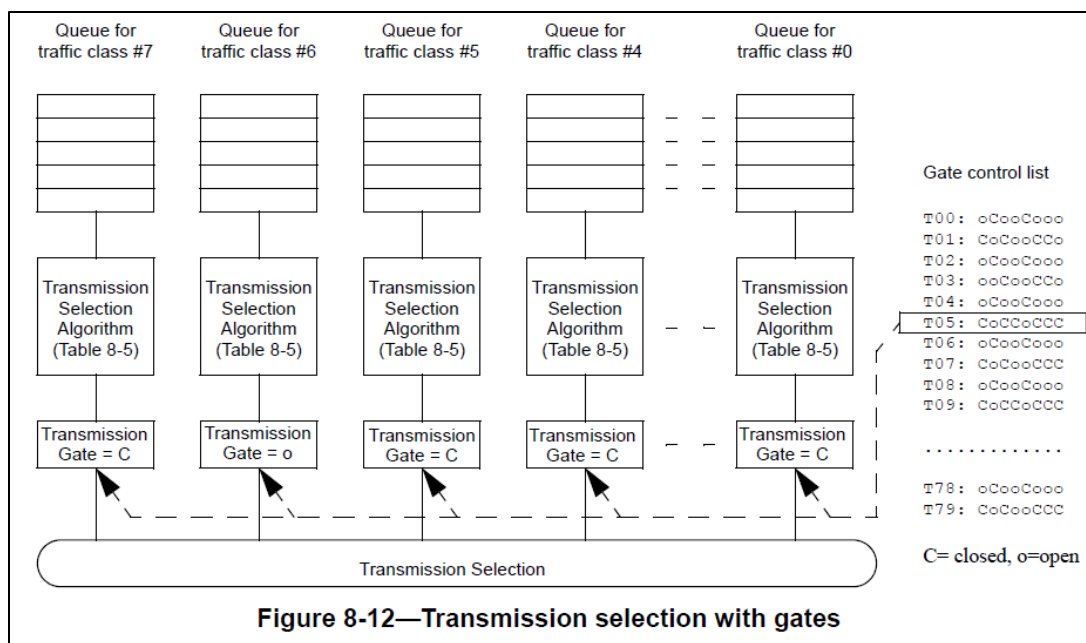 Queue for
traffic class #7
Queue for
traffic class #6
Queue for
traffic class #5
Queue for
traffic class #4
Queue for
traffic class #0
Transmission
Selection
Algorithm
(Table 8-5)
Transmission
Selection
Algorithm
(Table 8-5)
Transmission
Selection
Algorithm
(Table 8-5)
Transmission
Selection
Algorithm
(Table 8-5)
Transmission
Selection
Algorithm
(Table 8-5)
Transmission
Gate = C
Transmission
Gate = o
Transmission
Gate = C
Transmission
Gate = C
Transmission
Gate = C
Transmission Selection
Gate control list
T00: oCooCooo
T01: CoCooCCo
T02: oCooCooo
T03: ooCooCCo
T04: oCooCooo
T05: CoCCoCCC
T06: oCooCooo
T07: CoCooCCC
T08: oCooCooo
T09: CoCCoCCC
. . . . . . . . . . . . .
T78: oCooCooo
T79: CoCooCCC
C= closed, o=open
Figure 8-12—Transmission selection with gates